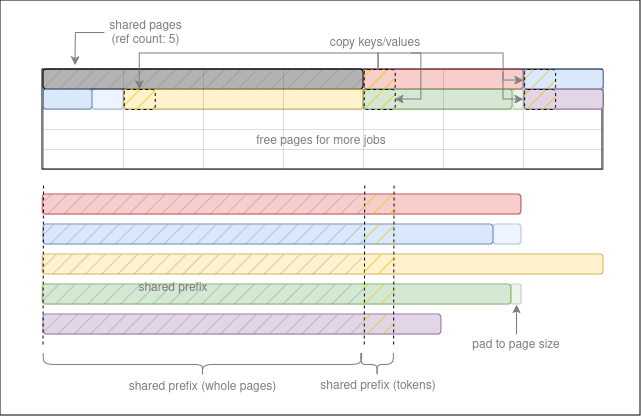 shared pages
(ref count: 5)
copy keys/values
free pages for more jobs
shared prefix
pad to page size
shared prefix (whole pages)
shared prefix (tokens)